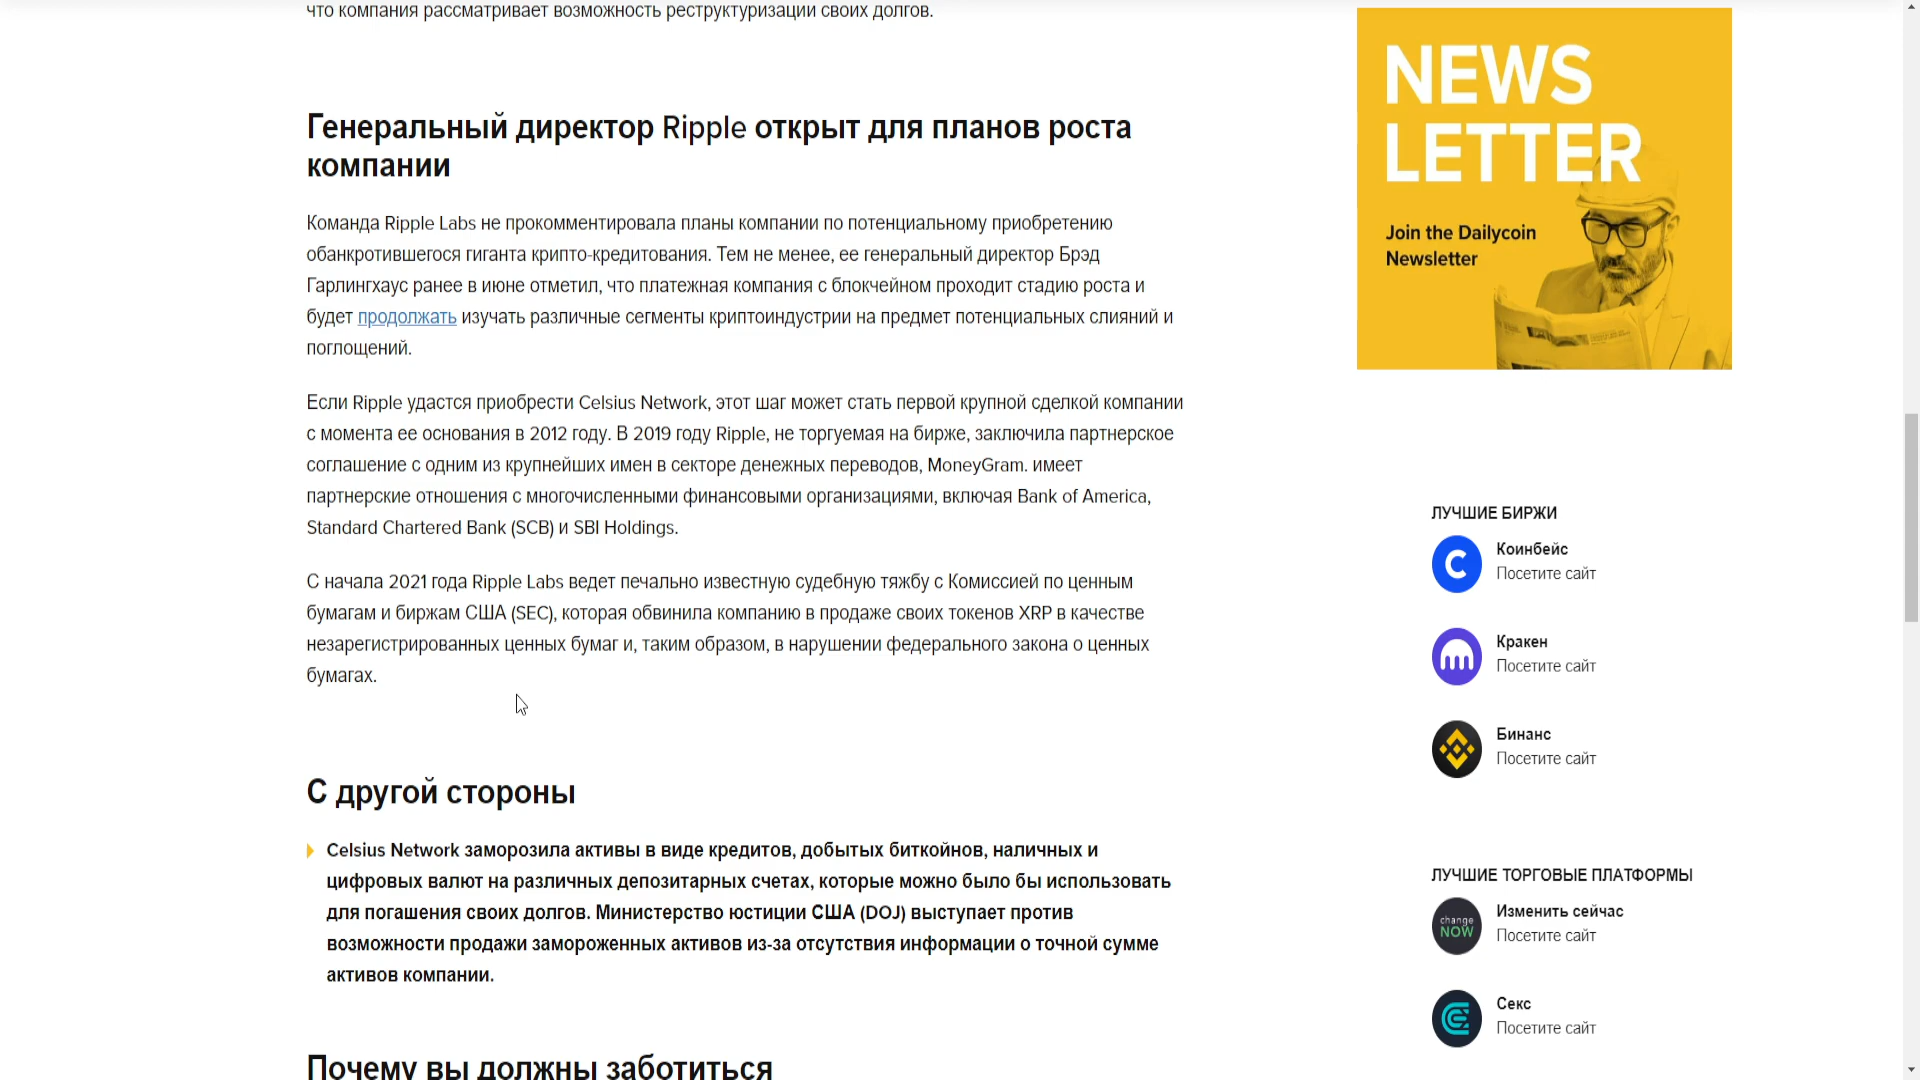 что компания рассматривает возможность реструктуризации своих долгов.
Генеральный директор Ripple открыт для планов роста
компании
Команда Ripple Labs не прокомментировала планы компании по потенциальному приобретению
обанкротившегося гиганта крипто-кредитования. Тем не менее, ее генеральный директор Брэд
Гарлингхаус ранее в июне отметил, что платежная компания с блокчейном проходит стадию роста и
будет продолжать изучать различные сегменты криптоиндустрии на предмет потенциальных слияний и
поглощений.
Если Ripple удастся приобрести Celsius Network, этот шаг может стать первой крупной сделкой компании
с момента ее основания в 2012 году. В 2019 году Ripple, не торгуемая на бирже, заключила партнерское
соглашение с одним из крупнейших имен в секторе денежных переводов, MoneyGram. имеет
партнерские отношения с многочисленными финансовыми организациями, включая Bank of America,
Standard Chartered Bank (SCB) и SBI Holdings.
С начала 2021 года Ripple Labs ведет печально известную судебную тяжбу с Комиссией по ценным
бумагам и биржам США (SEC), которая обвинила компанию в продаже своих токенов XRP в качестве
незарегистрированных ценных бумаг и, таким образом, в нарушении федерального закона о ценных
бумагах.
С другой стороны
Celsius Network заморозила активы в виде кредитов, добытых биткойнов, наличных и
цифровых валют на различных депозитарных счетах, которые можно было бы использовать
для погашения своих долгов. Министерство юстиции США (DOJ) выступает против
возможности продажи замороженных активов из-за отсутствия информации о точной сумме
активов компании.
Почему вы должны заботиться
NEWS
LETTER
Join the Dailycoin
Newsletter
ЛУЧШИЕ БИРЖИ
Коинбейс
Посетите сайт
Кракен
Посетите сайт
Бинанс
Посетите сайт
ЛУЧШИЕ ТОРГОВЫЕ ПЛАТФОРМЫ
change
NOW
Изменить сейчас
Посетите сайт
Секс
Посетите сайт